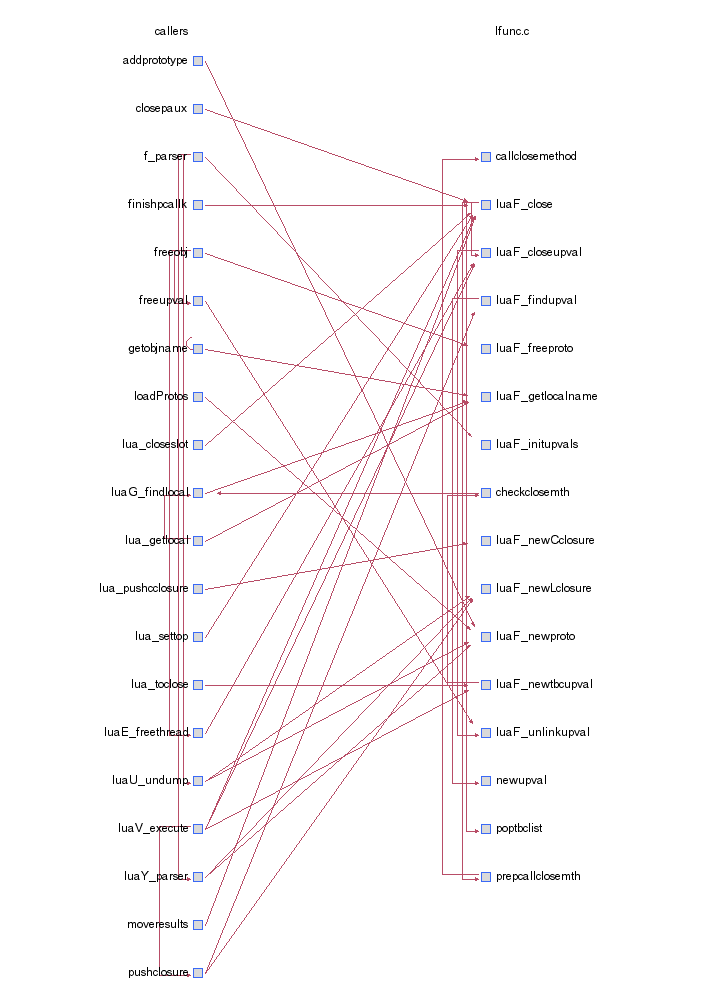 callers
lfunc.c
addprototype
closepaux
f_parser
callclosemethod
finishpcallk
luaF_close
freeobj
luaF_closeupval
freeupval
luaF_findupval
getobjname
luaF_freeproto
loadProtos
luaF_getlocalname
lua_closeslot
luaF_initupvals
luaG_findlocal
checkclosemth
lua_getlocal
luaF_newCclosure
lua_pushcclosure
luaF_newLclosure
lua_settop
luaF_newproto
lua_toclose
luaF_newtbcupval
luaE_freethread
luaF_unlinkupval
luaU_undump
newupval
luaV_execute
poptbclist
luaY_parser
prepcallclosemth
moveresults
pushclosure